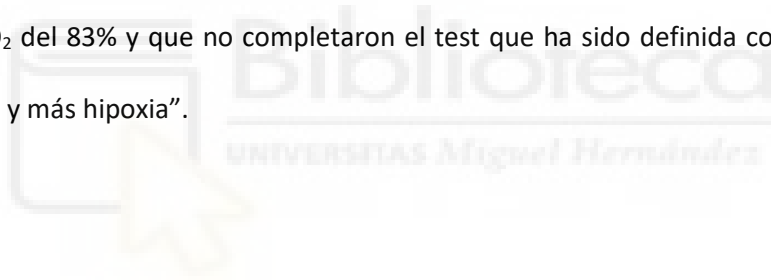 ₂ del 83% y que no completaron el test que ha sido definida co
y más hipoxia”.
Biblioteca
UNIVERSITAS Miguel Hernández